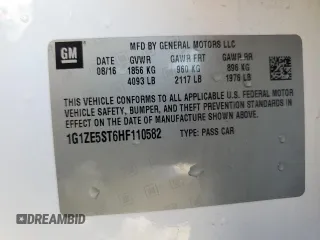 GM
MFD BY GENERAL MOTORS LLC
DATE GVWR GAWR FRT GAWR RR
08/16 1856 KG 960 KG 896 KG
4093 LB 2117 LB 1976 LB
THIS VEHICLE CONFORMS TO ALL APPLICABLE U.S. FEDERAL MOTOR
VEHICLE SAFETY, BUMPER, AND THEFT PREVENTION STANDARDS IN
EFFECT ON THE DATE OF MANUFACTURE SHOWN ABOVE.
1G1ZE5ST6HF110582 TYPE: PASS CAR
DREAMBID